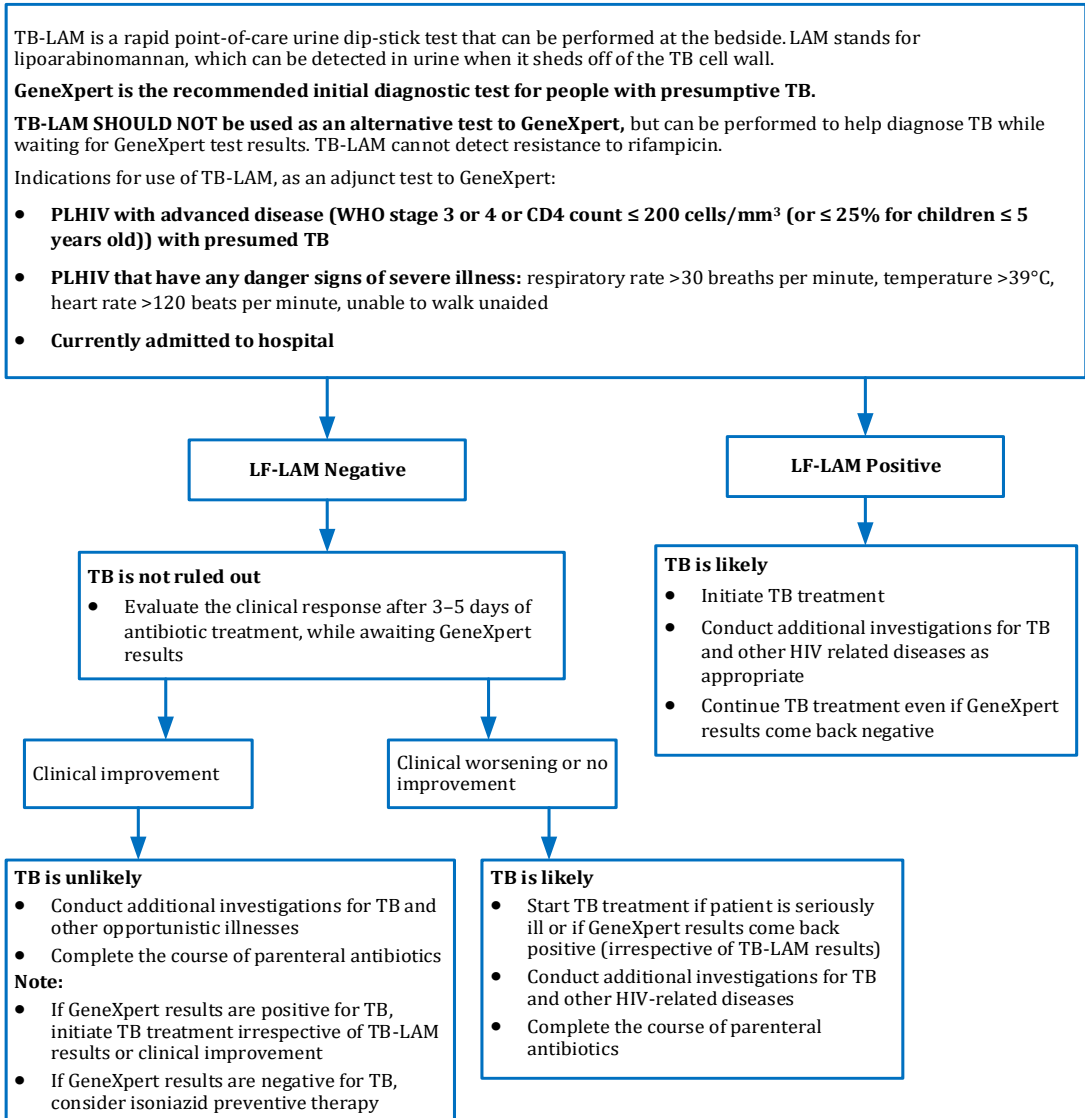 TB-LAM is a rapid point-of-care urine dip-stick test that can be performed at the bedside. LAM stands for
lipoarabinomannan, which can be detected in urine when it sheds off of the TB cell wall.
GeneXpert is the recommended initial diagnostic test for people with presumptive TB.
TB-LAM SHOULD NOT be used as an alternative test to GeneXpert, but can be performed to help diagnose TB while
waiting for GeneXpert test results. TB-LAM cannot detect resistance to rifampicin.
Indications for use of TB-LAM, as an adjunct test to GeneXpert:
• PLHIV with advanced disease (WHO stage 3 or 4 or CD4 count ≤ 200 cells/mm³ (or ≤ 25% for children ≤ 5
years old)) with presumed TB
• PLHIV that have any danger signs of severe illness: respiratory rate >30 breaths per minute, temperature >39°C,
heart rate >120 beats per minute, unable to walk unaided
• Currently admitted to hospital
LF-LAM Negative
LF-LAM Positive
TB is not ruled out
• Evaluate the clinical response after 3–5 days of
antibiotic treatment, while awaiting GeneXpert
results
TB is likely
• Initiate TB treatment
• Conduct additional investigations for TB
and other HIV related diseases as
appropriate
• Continue TB treatment even if GeneXpert
results come back negative
Clinical improvement
Clinical worsening or no
improvement
TB is unlikely
• Conduct additional investigations for TB and
other opportunistic illnesses
• Complete the course of parenteral antibiotics
Note:
• If GeneXpert results are positive for TB,
initiate TB treatment irrespective of TB-LAM
results or clinical improvement
• If GeneXpert results are negative for TB,
consider isoniazid preventive therapy
TB is likely
• Start TB treatment if patient is seriously
ill or if GeneXpert results come back
positive (irrespective of TB-LAM results)
• Conduct additional investigations for TB
and other HIV-related diseases
• Complete the course of parenteral
antibiotics